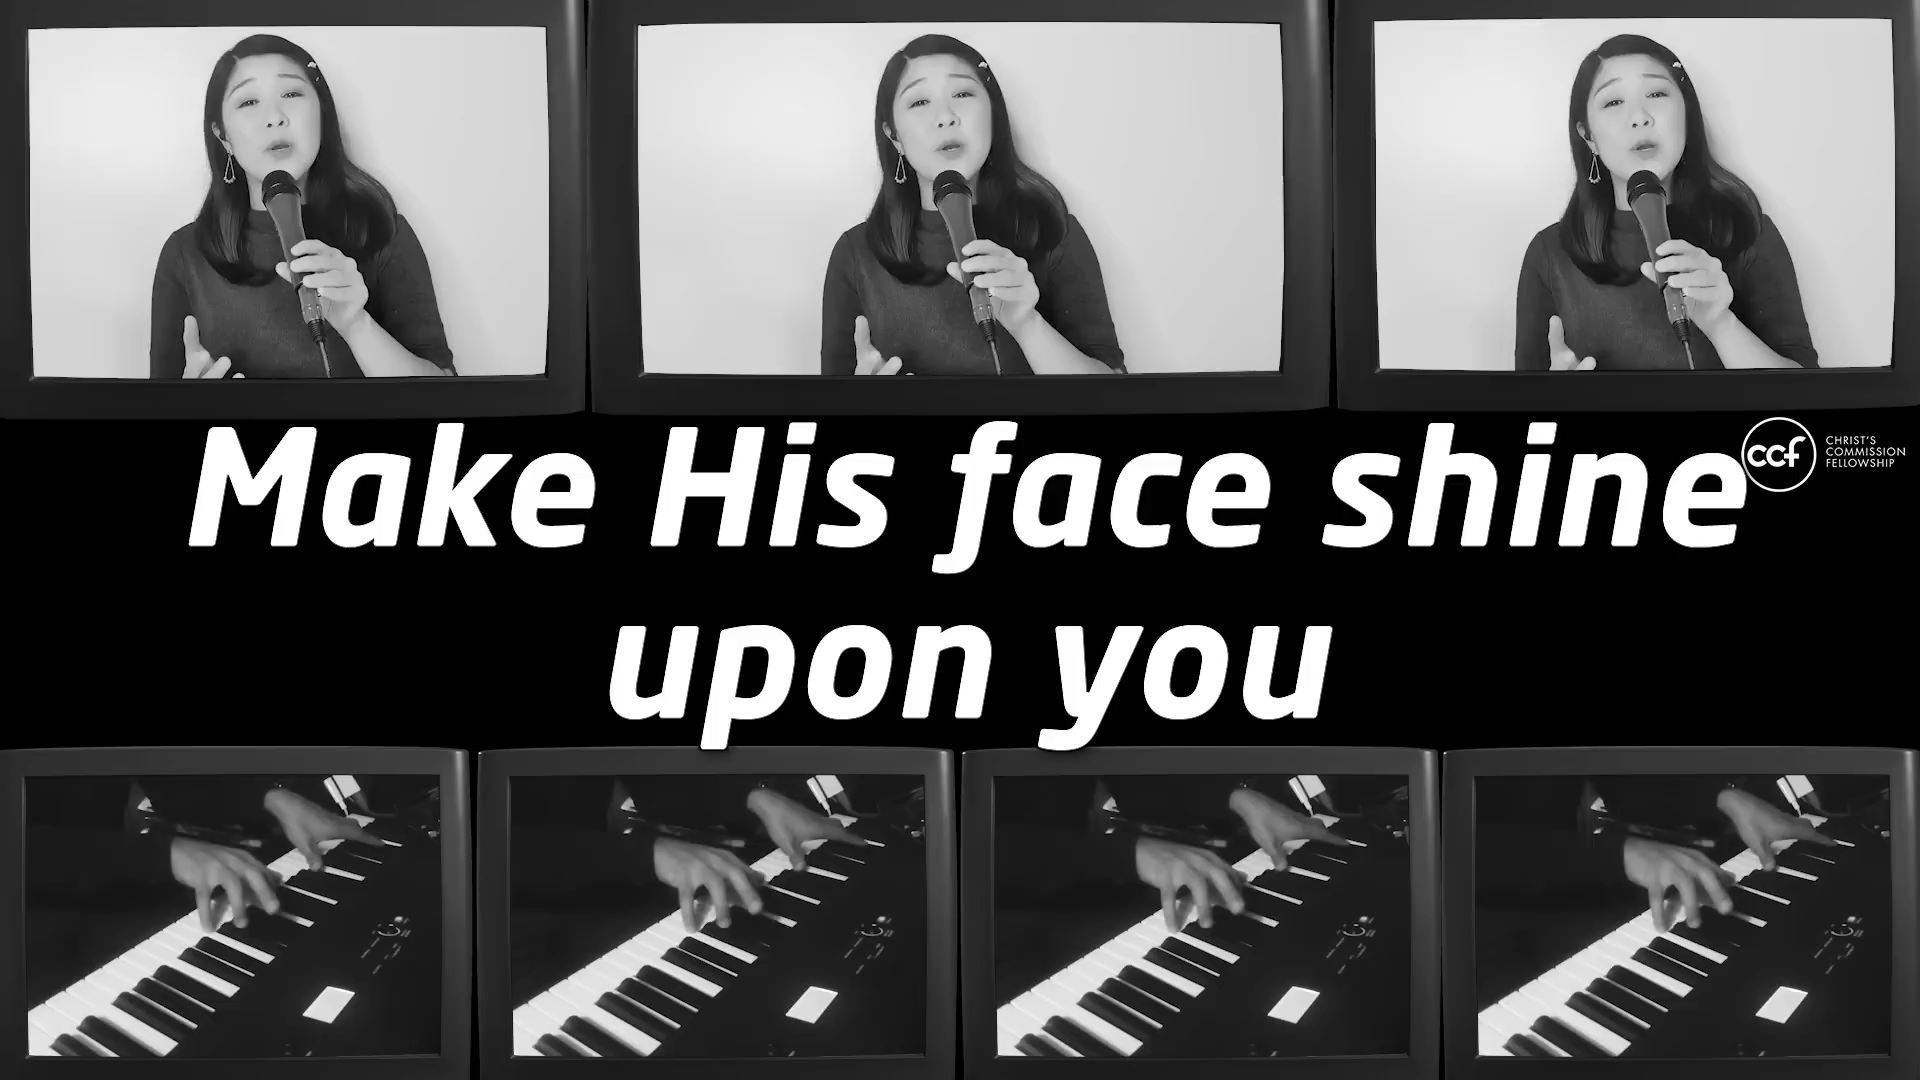 Make His face shine
upon you
ccf
CHRIST'S
COMMISSION
FELLOWSHIP